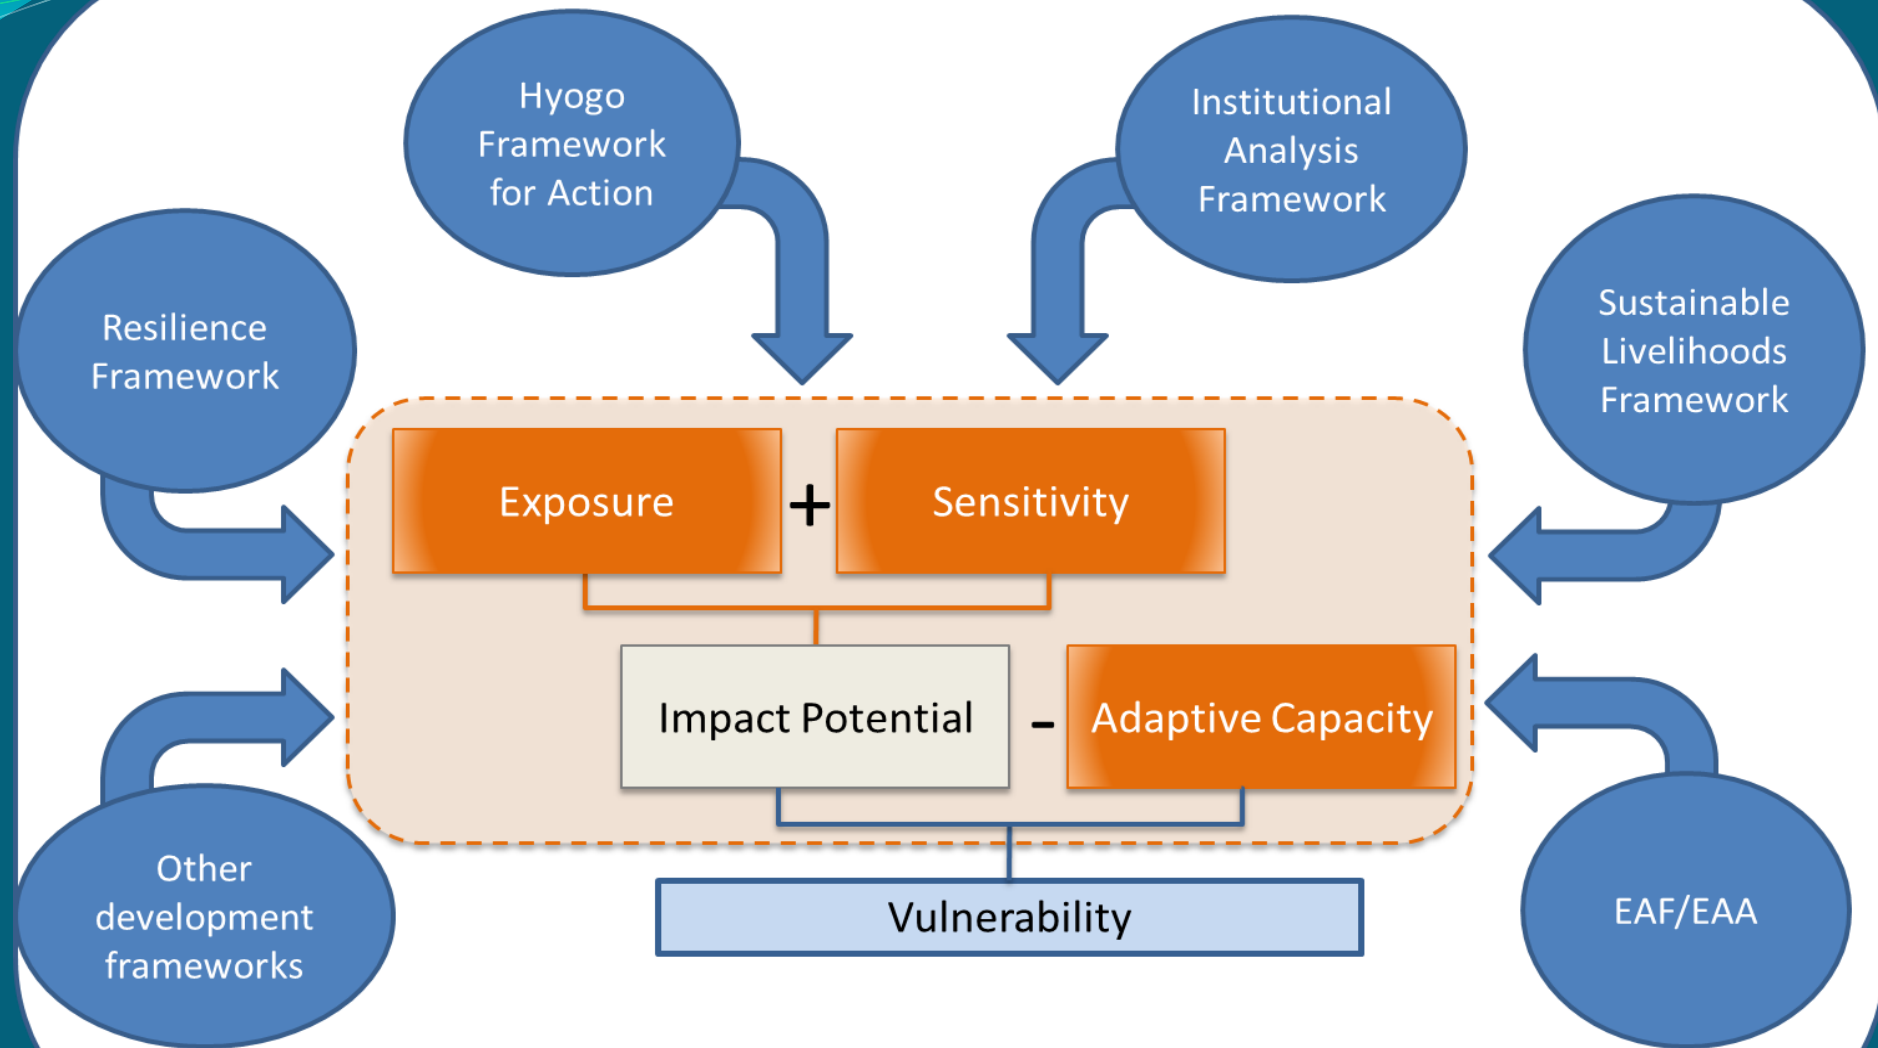 Hyogo
Framework
for Action
Institutional
Analysis
Framework
Resilience
Framework
Sustainable
Livelihoods
Framework
Exposure
+
Sensitivity
Impact Potential
-
Adaptive Capacity
Other
development
frameworks
Vulnerability
EAF/EAA